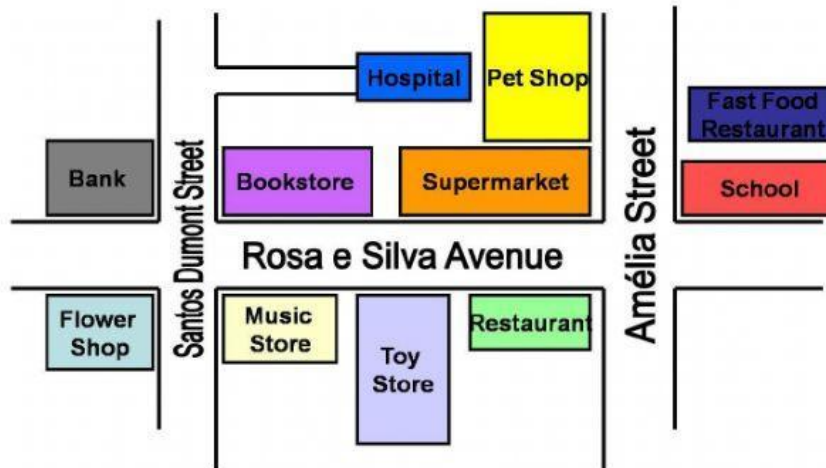 Hospital
Pet Shop
Fast Food
Restaurant
Bank
Santos Dumont Street
Bookstore
Supermarket
Amélia Street
School
Rosa e Silva Avenue
Flower
Shop
Music
Store
Toy
Store
Restaurant